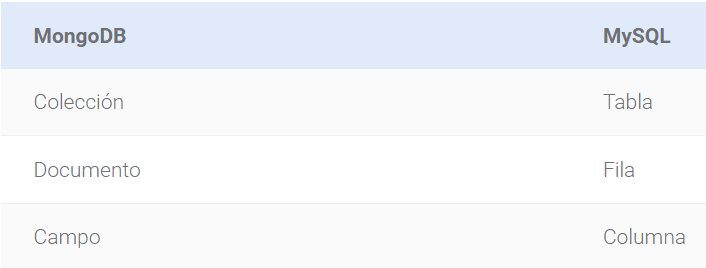 MongoDB MySQL
Colección Tabla
Documento Fila
Campo Columna